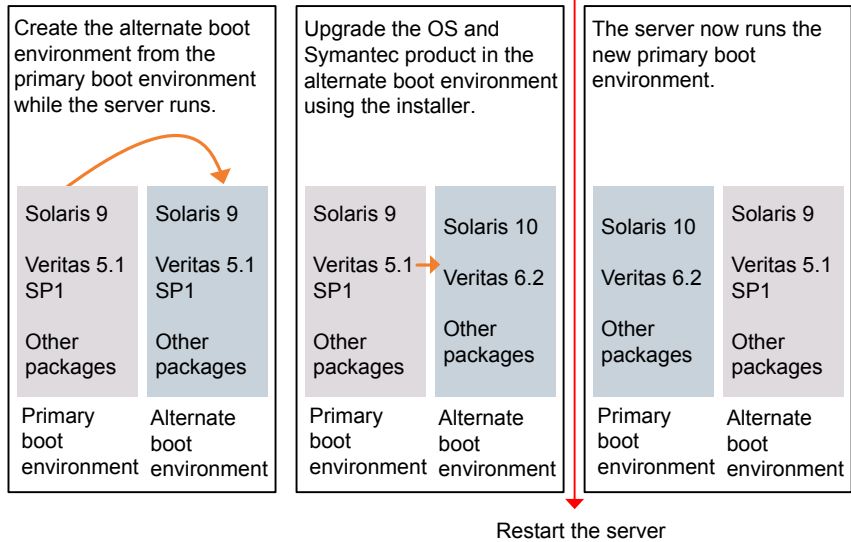 Create the alternate boot
environment from the
primary boot environment
while the server runs.
Solaris 9
Veritas 5.1
SP1
Other
packages
Primary
boot
environment
Solaris 9
Veritas 5.1
SP1
Other
packages
Alternate
boot
environment
Upgrade the OS and
Symantec product in the
alternate boot environment
using the installer.
Solaris 9
Veritas 5.1
SP1
Other
packages
Primary
boot
environment
Solaris 10
Veritas 6.2
Other
packages
Alternate
boot
environment
The server now runs the
new primary boot
environment.
Solaris 10
Veritas 6.2
Other
packages
Primary
boot
environment
Solaris 9
Veritas 5.1
SP1
Other
packages
Alternate
boot
environment
Restart the server